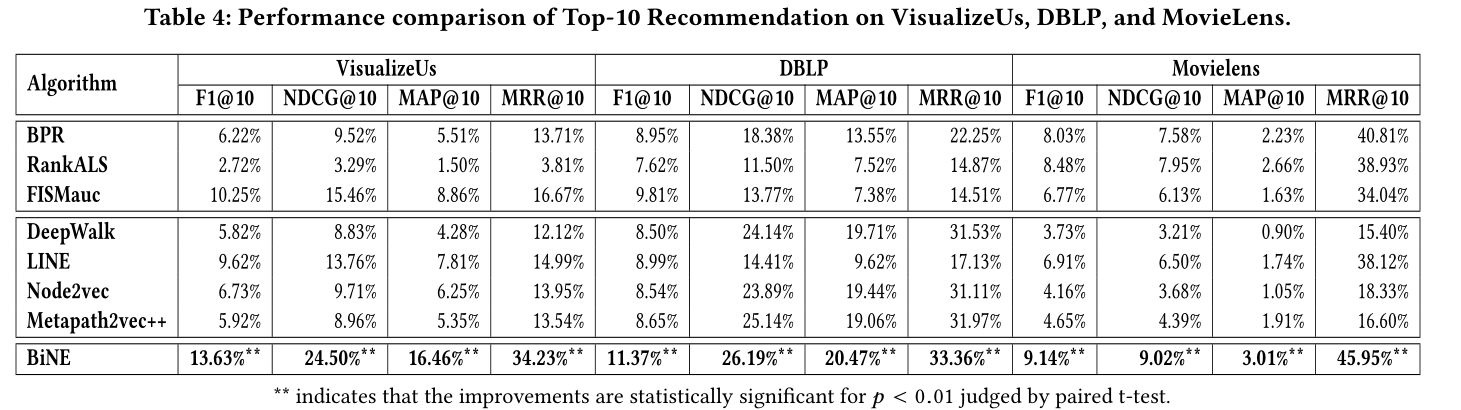 Table 4: Performance comparison of Top-10 Recommendation on VisualizeUs, DBLP, and MovieLens.
Algorithm VisualizeUs DBLP Movielens
F1@10 NDCG@10 MAP@10 MRR@10 F1@10 NDCG@10 MAP@10 MRR@10 F1@10 NDCG@10 MAP@10 MRR@10
BPR 6.22% 9.52% 5.51% 13.71% 8.95% 18.38% 13.55% 22.25% 8.03% 7.58% 2.23% 40.81%
RankALS 2.72% 3.29% 1.50% 3.81% 7.62% 11.50% 7.52% 14.87% 8.48% 7.95% 2.66% 38.93%
FISMauc 10.25% 15.46% 8.86% 16.67% 9.81% 13.77% 7.38% 14.51% 6.77% 6.13% 1.63% 34.04%
DeepWalk 5.82% 8.83% 4.28% 12.12% 8.50% 24.14% 19.71% 31.53% 3.73% 3.21% 0.90% 15.40%
LINE 9.62% 13.76% 7.81% 14.99% 8.99% 14.41% 9.62% 17.13% 6.91% 6.50% 1.74% 38.12%
Node2vec 6.73% 9.71% 6.25% 13.95% 8.54% 23.89% 19.44% 31.11% 4.16% 3.68% 1.05% 18.33%
Metapath2vec++ 5.92% 8.96% 5.35% 13.54% 8.65% 25.14% 19.06% 31.97% 4.65% 4.39% 1.91% 16.60%
BiNE 13.63%** 24.50%** 16.46%** 34.23%** 11.37%** 26.19%** 20.47%** 33.36%** 9.14%** 9.02%** 3.01%** 45.95%**
** indicates that the improvements are statistically significant for p < 0.01 judged by paired t-test.